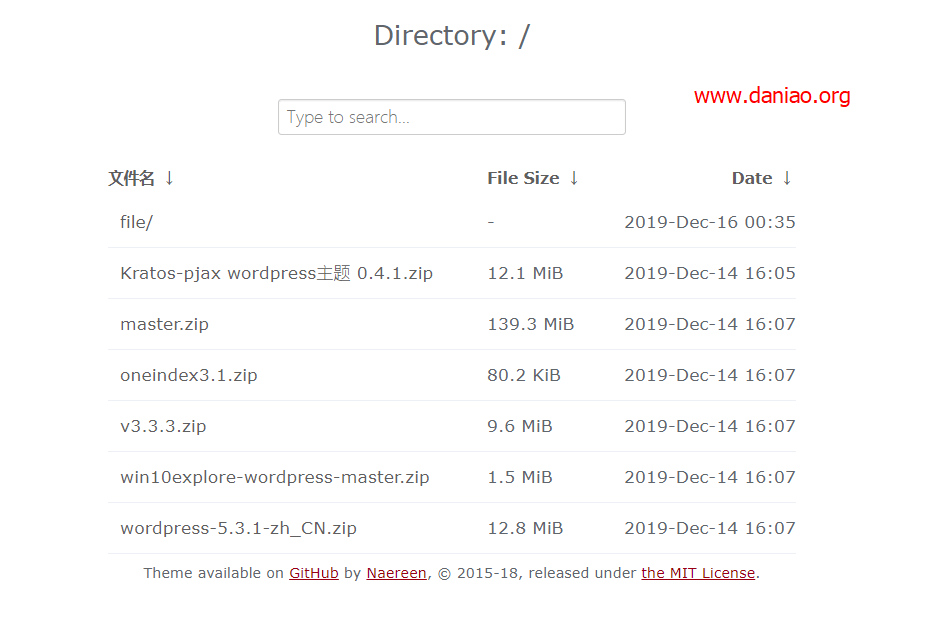 Directory: /
www.daniao.org
Type to search...
文件名 ↓ File Size ↓ Date ↓
file/ - 2019-Dec-16 00:35
Kratos-pjax wordpress主题 0.4.1.zip 12.1 MiB 2019-Dec-14 16:05
master.zip 139.3 MiB 2019-Dec-14 16:07
oneindex3.1.zip 80.2 KiB 2019-Dec-14 16:07
v3.3.3.zip 9.6 MiB 2019-Dec-14 16:07
win10explore-wordpress-master.zip 1.5 MiB 2019-Dec-14 16:07
wordpress-5.3.1-zh_CN.zip 12.8 MiB 2019-Dec-14 16:07
Theme available on GitHub by Naereen, © 2015-18, released under the MIT License.